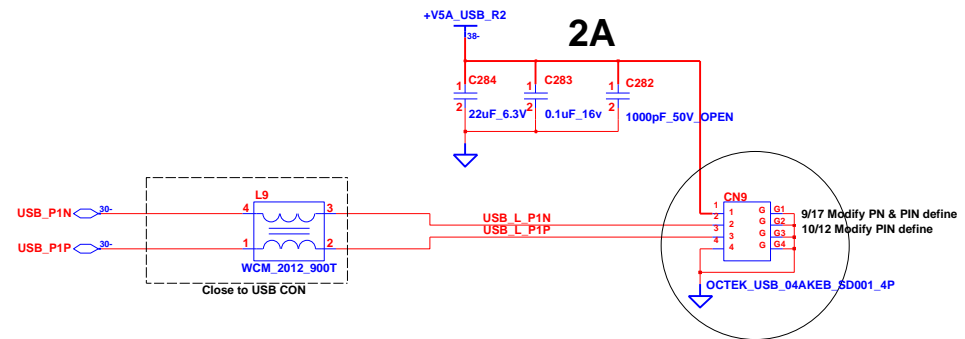 +V5A_USB_R2
38-
2A
1
C284
2
22uF_6.3V
1
C283
2
0.1uF_16v
1
C282
2
1000pF_50V_OPEN
L9
USB_P1N
30-
4
3
USB_P1P
30-
1
2
WCM_2012_900T
Close to USB CON
USB_L_P1N
USB_L_P1P
CN9
1
1
G
G1
2
2
G
G2
3
3
G
G3
4
4
G
G4
9/17 Modify PN & PIN define
10/12 Modify PIN define
OCTEK_USB_04AKEB_SD001_4P